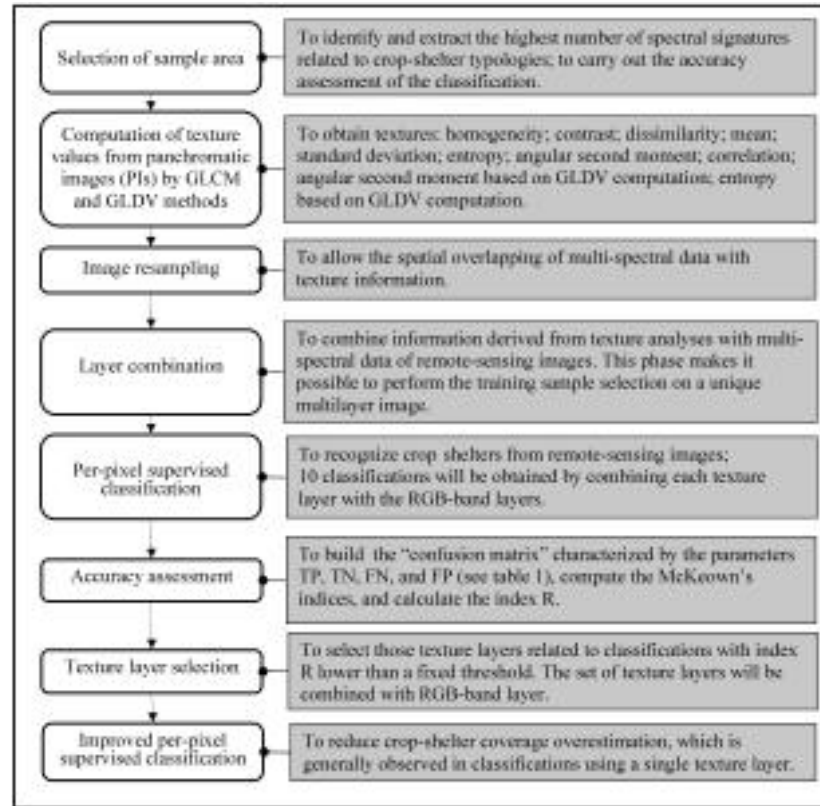 Selection of sample area
To identify and extract the highest number of spectral signatures
related to crop-shelter typologies; to carry out the accuracy
assessment of the classification.
Computation of texture
values from panchromatic
images (PIs) by GLCM
and GLDV methods
To obtain textures: homogeneity; contrast; dissimilarity; mean;
standard deviation; entropy; angular second moment; correlation;
angular second moment based on GLDV computation; entropy
based on GLDV computation.
Image resampling
To allow the spatial overlapping of multi-spectral data with
texture information.
Layer combination
To combine information derived from texture analyses with multi-
spectral data of remote-sensing images. This phase makes it
possible to perform the training sample selection on a unique
multilayer image.
Per-pixel supervised
classification
To recognize crop shelters from remote-sensing images;
10 classifications will be obtained by combining each texture
layer with the RGB-band layers.
Accuracy assessment
To build the “confusion matrix” characterized by the parameters
TP, TN, FN, and FP (see table 1), compute the McKeown’s
indices, and calculate the index R.
Texture layer selection
To select those texture layers related to classifications with index
R lower than a fixed threshold. The set of texture layers will be
combined with RGB-band layer.
Improved per-pixel
supervised classification
To reduce crop-shelter coverage overestimation, which is
generally observed in classifications using a single texture layer.